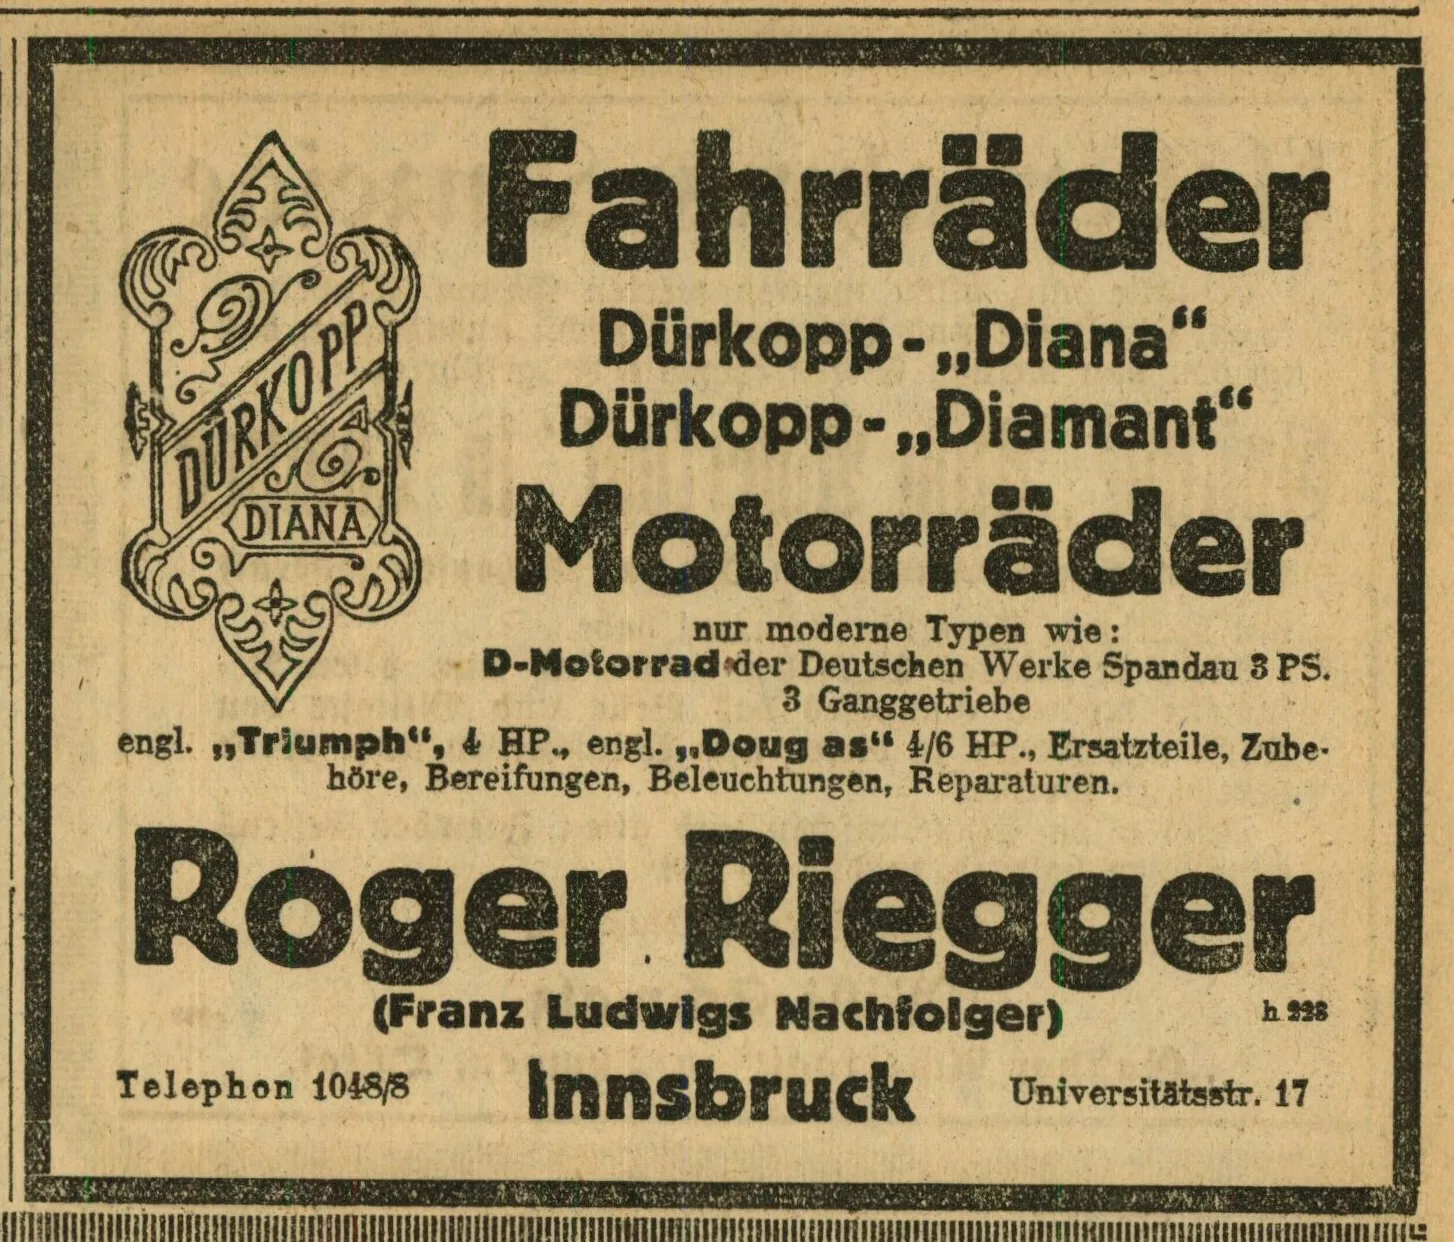 DÜRKOPP
DIANA
Fahrräder
Dürkopp-„Diana“
Dürkopp-„Diamant“
Motorräder
nur moderne Typen wie:
D-Motorrad der Deutschen Werke Spandau 3 PS.
3 Ganggetriebe
engl. „Triumph“, 4 HP., engl. „Doug as“ 4/6 HP., Ersatzteile, Zube-
höre, Bereifungen, Beleuchtungen, Reparaturen.
Roger Riegger
(Franz Ludwigs Nachfolger)
h 228
Telephon 1048/8 Innsbruck Universitätsstr. 17